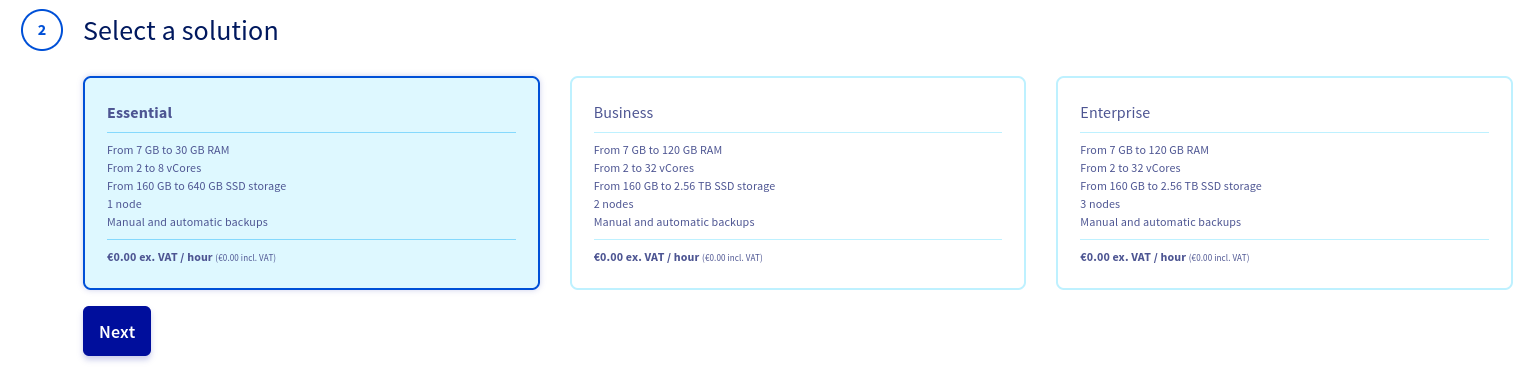 2
Select a solution
Essential
From 7 GB to 30 GB RAM
From 2 to 8 vCores
From 160 GB to 640 GB SSD storage
1 node
Manual and automatic backups
€0.00 ex. VAT / hour (€0.00 incl. VAT)
Business
From 7 GB to 120 GB RAM
From 2 to 32 vCores
From 160 GB to 2.56 TB SSD storage
2 nodes
Manual and automatic backups
€0.00 ex. VAT / hour (€0.00 incl. VAT)
Enterprise
From 7 GB to 120 GB RAM
From 2 to 32 vCores
From 160 GB to 2.56 TB SSD storage
3 nodes
Manual and automatic backups
€0.00 ex. VAT / hour (€0.00 incl. VAT)
Next